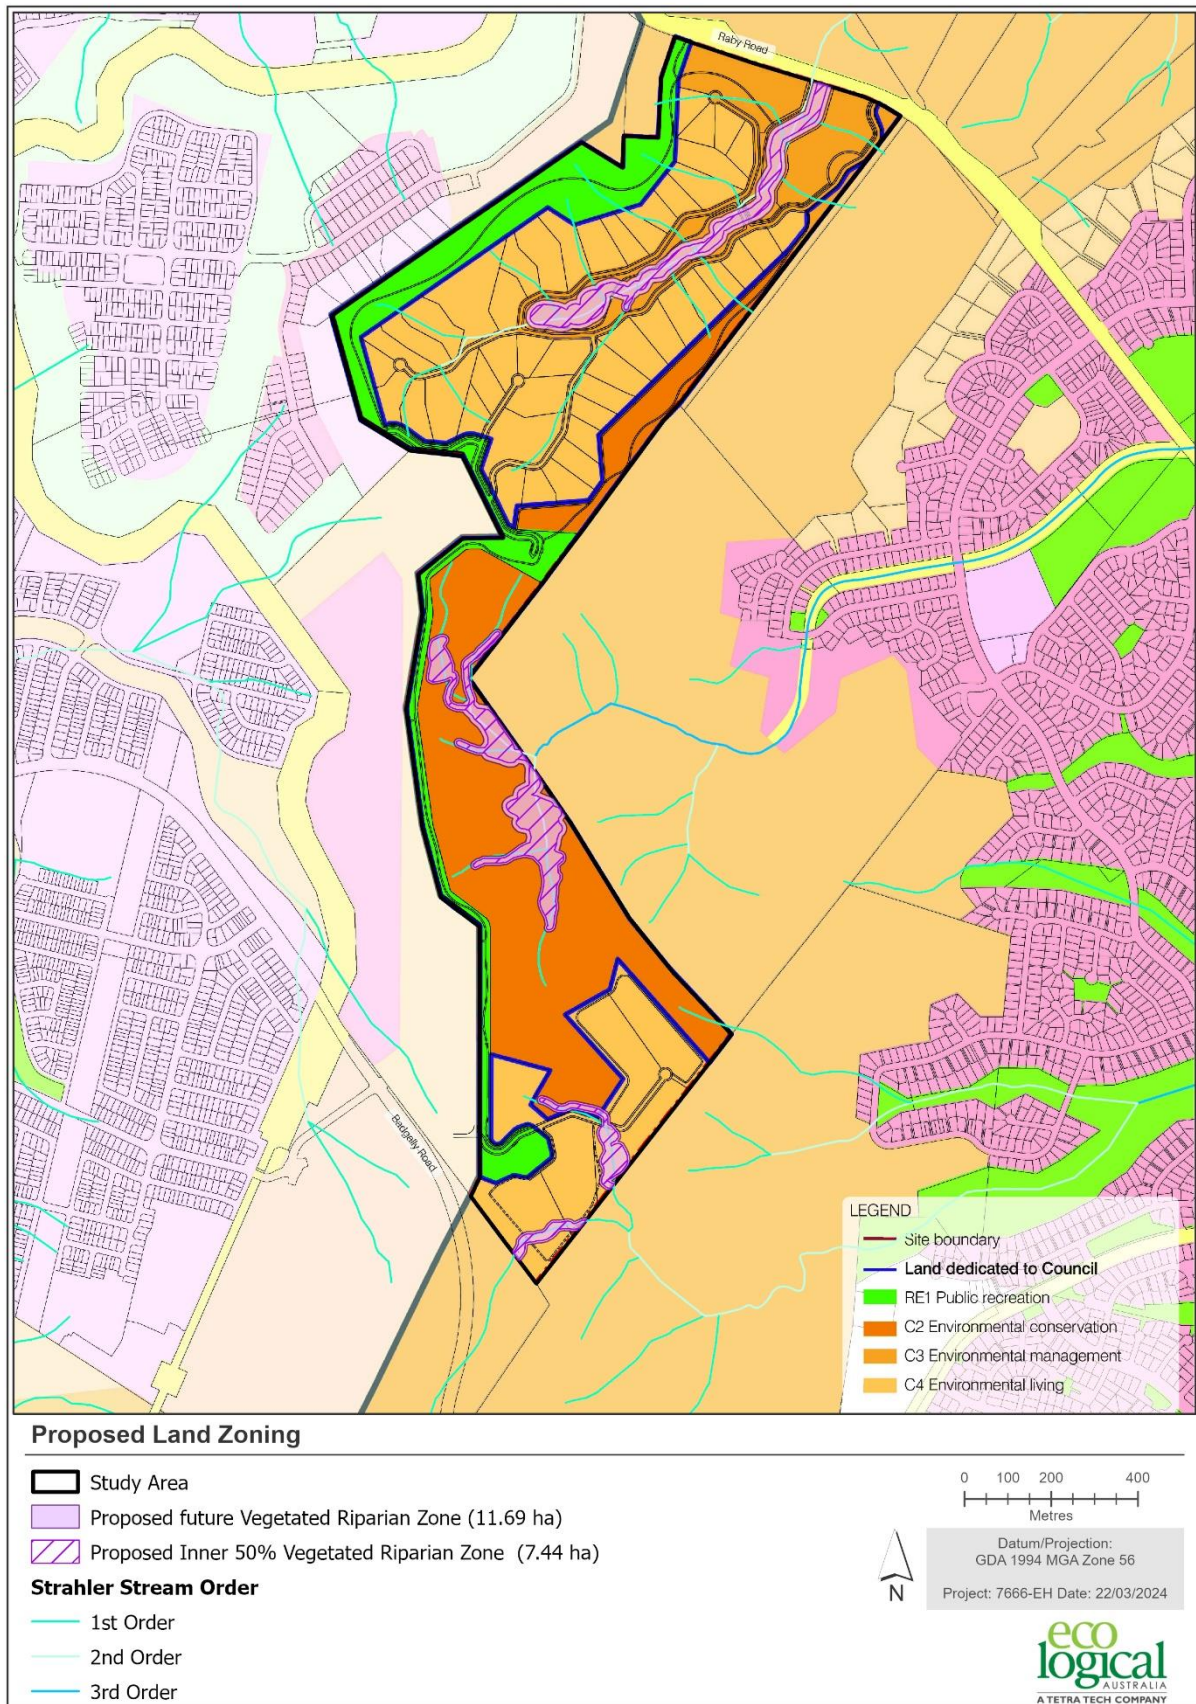 Raby Road
Badgelly Road
LEGEND
Site boundary
Land dedicated to Council
RE1 Public recreation
C2 Environmental conservation
C3 Environmental management
C4 Environmental living
Proposed Land Zoning
Study Area
Proposed future Vegetated Riparian Zone (11.69 ha)
Proposed Inner 50% Vegetated Riparian Zone (7.44 ha)
Strahler Stream Order
1st Order
2nd Order
3rd Order
0 100 200 400
Metres
N
Datum/Projection:
GDA 1994 MGA Zone 56
Project: 7666-EH Date: 22/03/2024
eco
logical
AUSTRALIA
A TETRA TECH COMPANY